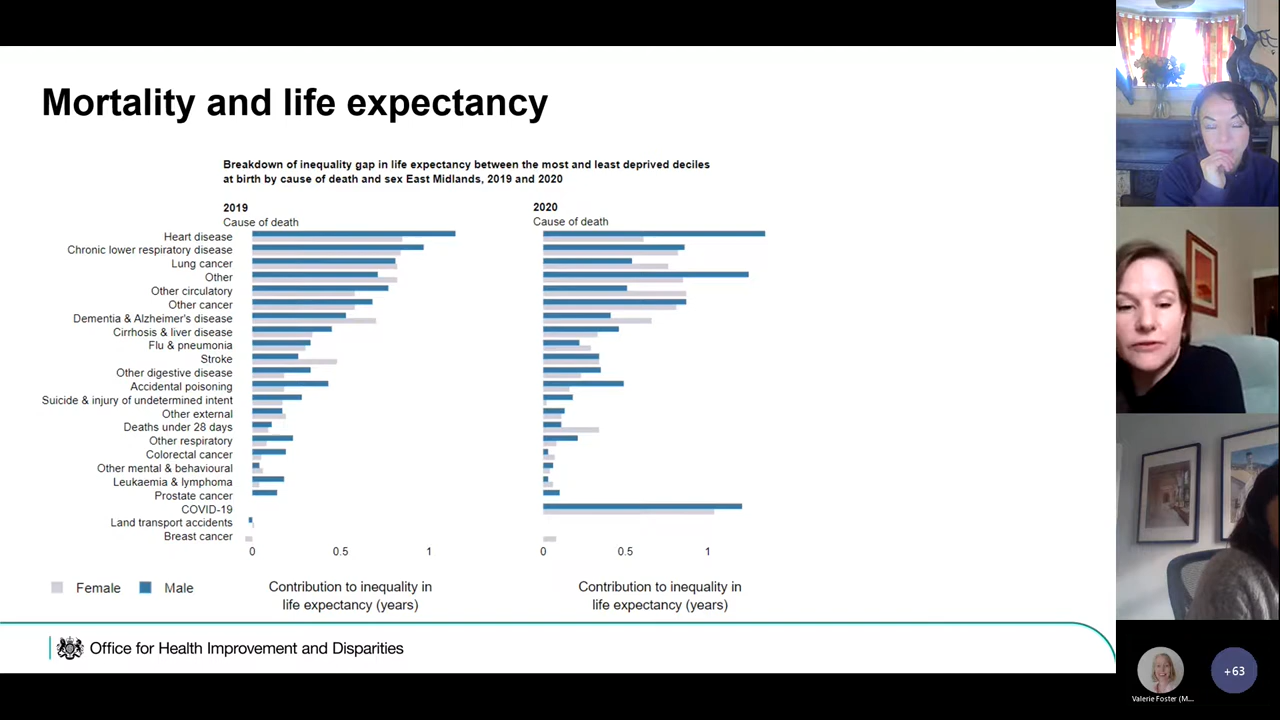 Mortality and life expectancy
Breakdown of inequality gap in life expectancy between the most and least deprived deciles
at birth by cause of death and sex East Midlands, 2019 and 2020
2019
Cause of death
2020
Cause of death
Heart disease
Chronic lower respiratory disease
Lung cancer
Other
Other circulatory
Other cancer
Dementia & Alzheimer's disease
Cirrhosis & liver disease
Flu & pneumonia
Stroke
Other digestive disease
Accidental poisoning
Suicide & injury of undetermined intent
Other external
Deaths under 28 days
Other respiratory
Colorectal cancer
Other mental & behavioural
Leukaemia & lymphoma
Prostate cancer
COVID-19
Land transport accidents
Breast cancer
0 0.5 1
0 0.5 1
Female Male
Contribution to inequality in
life expectancy (years)
Contribution to inequality in
life expectancy (years)
Office for Health Improvement and Disparities
+63
Valerie Foster (M...